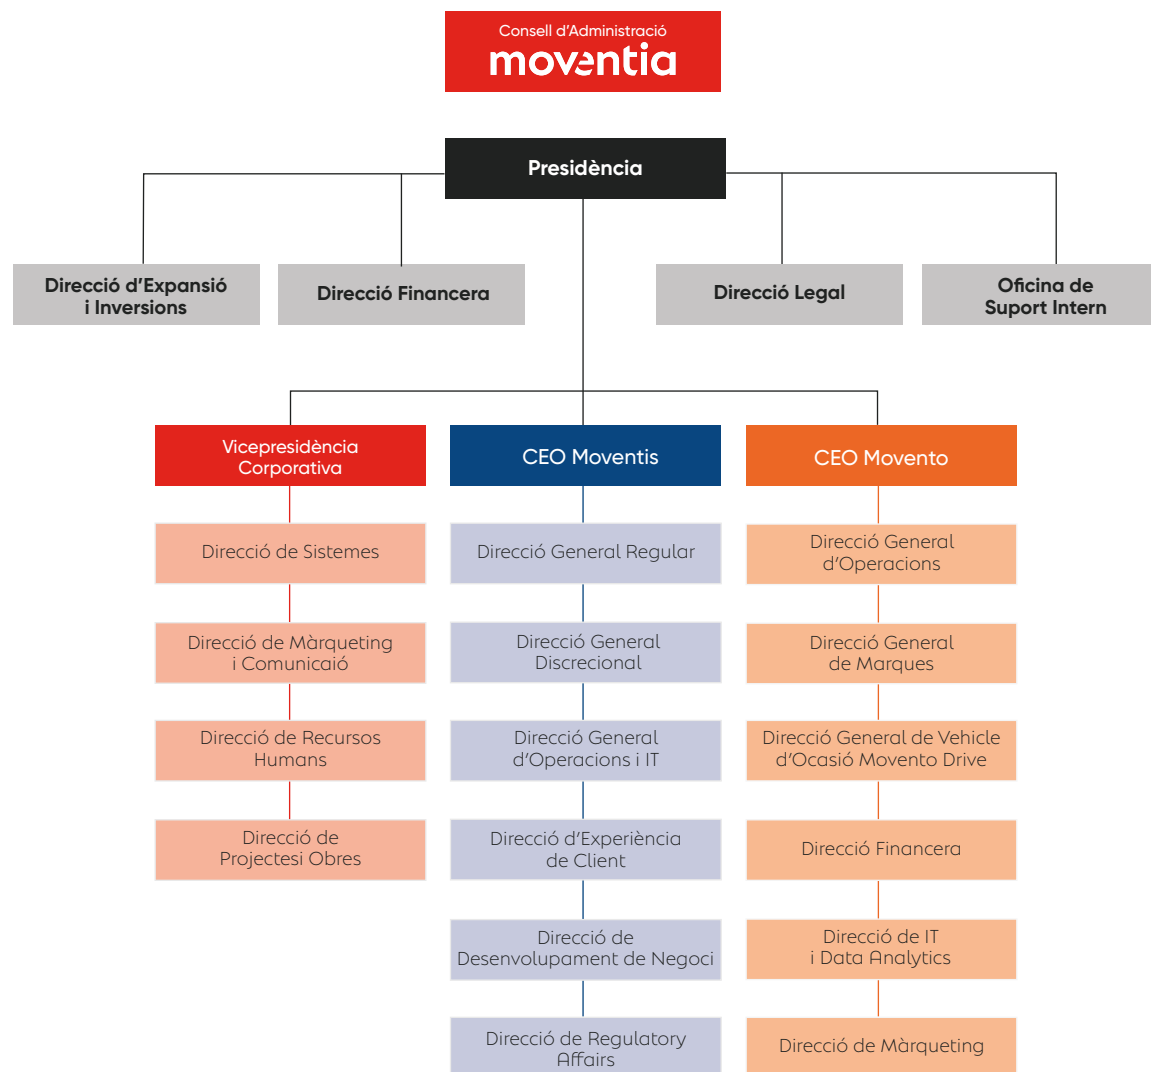 Consell d'Administració
moventia
Presidència
Direcció d'Expansió
i Inversions
Direcció Financera
Direcció Legal
Oficina de
Suport Intern
Vicepresidència
Corporativa
CEO Moventis
CEO Movento
Direcció de Sistemes
Direcció de Màrqueting
i Comunicaió
Direcció de Recursos
Humans
Direcció de
Projectesi Obres
Direcció General Regular
Direcció General
Discrecional
Direcció General
d'Operacions i IT
Direcció d'Experiència
de Client
Direcció de
Desenvolupament de Negoci
Direcció de Regulatory
Affairs
Direcció General
d'Operacions
Direcció General
de Marques
Direcció General de Vehicle
d'Ocasió Movento Drive
Direcció Financera
Direcció de IT
i Data Analytics
Direcció de Màrqueting